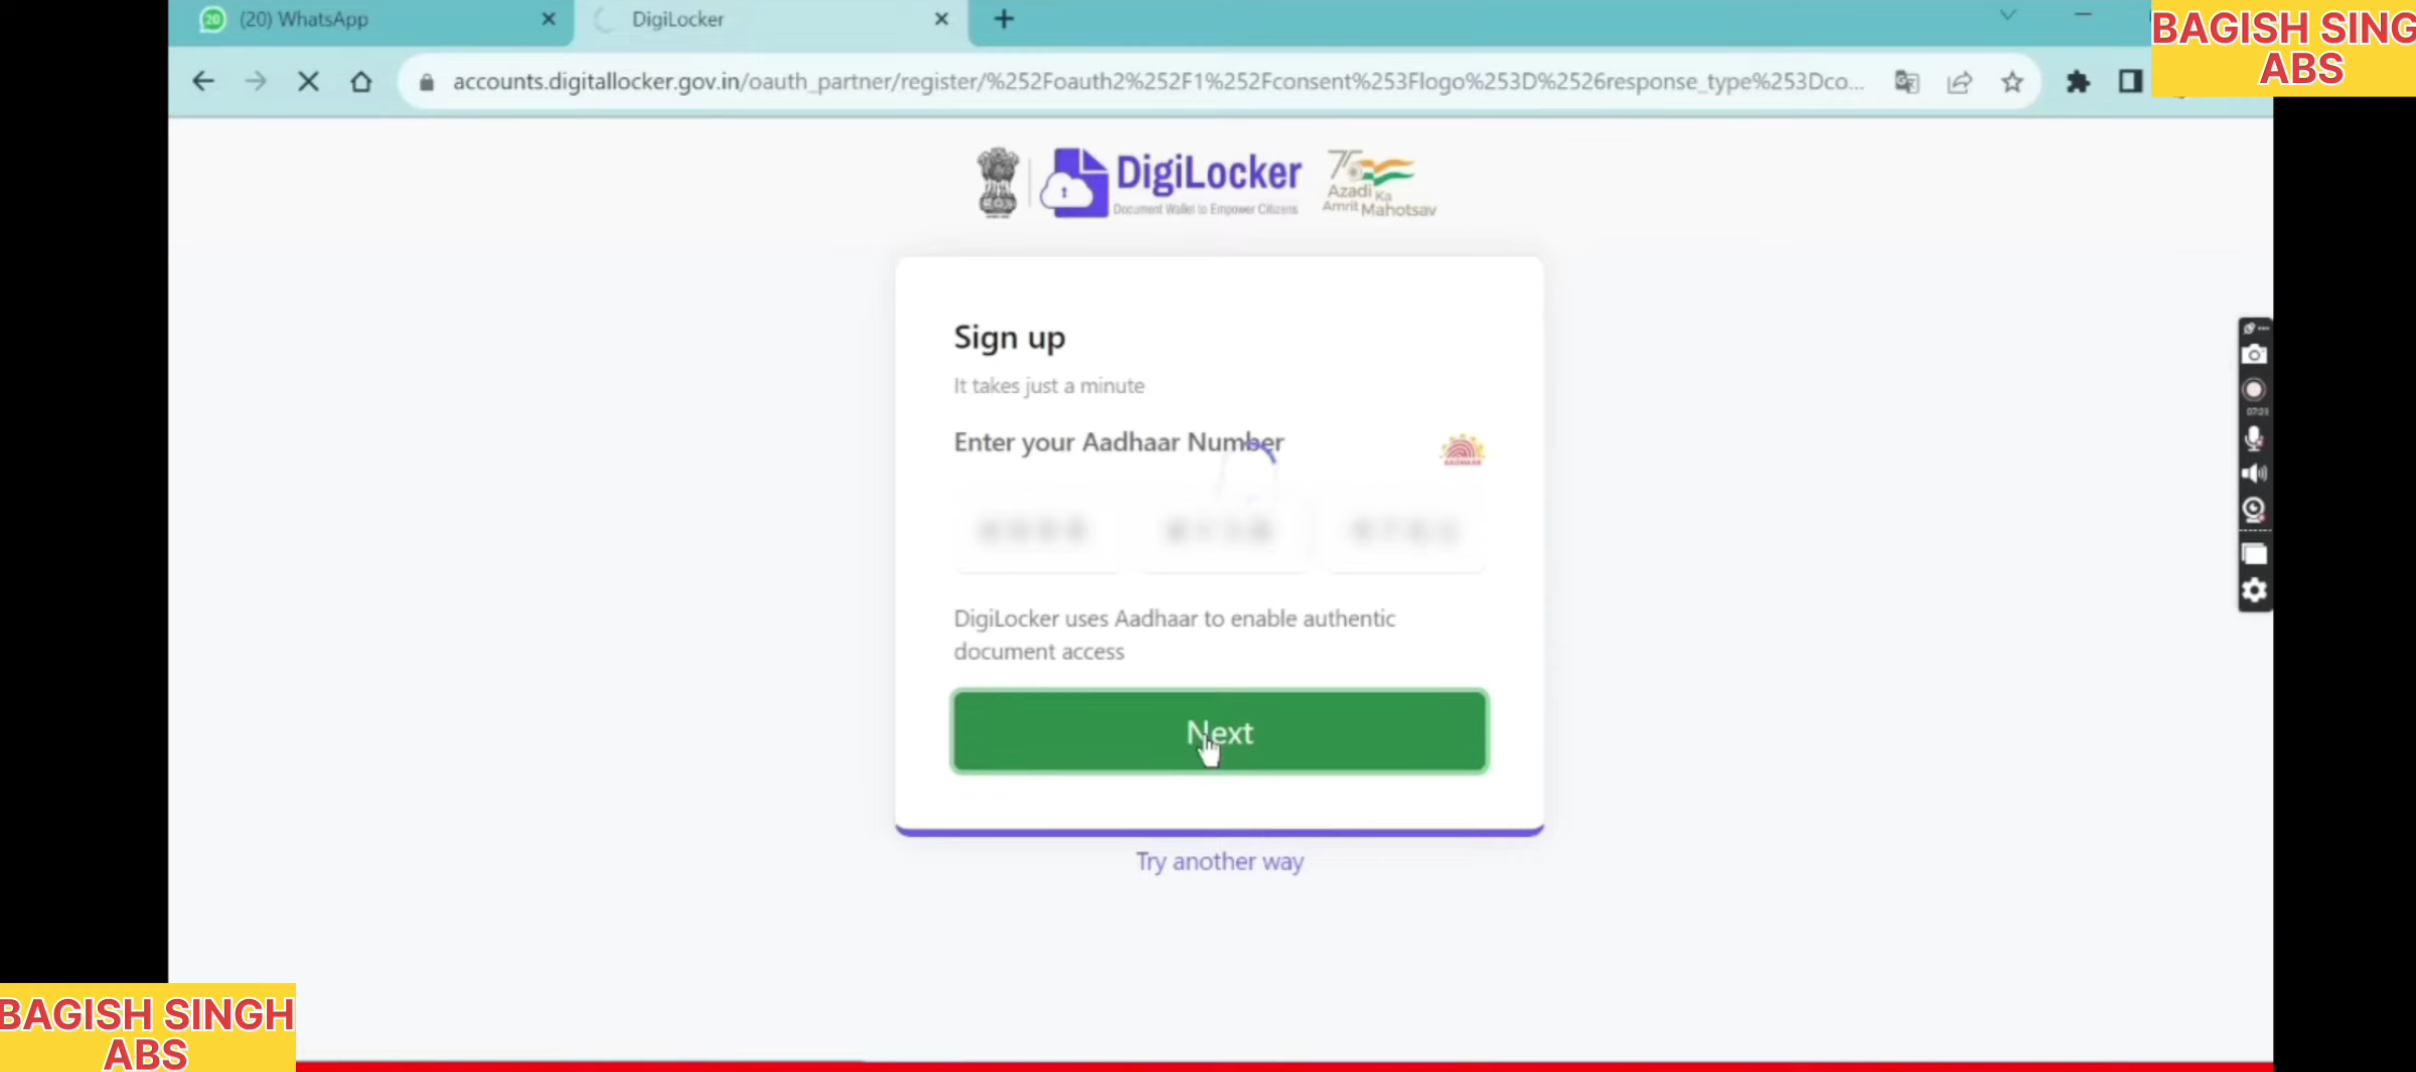 (20) WhatsApp
DigiLocker
BAGISH SING
ABS
accounts.digitallocker.gov.in/oauth_partner/register/%252Foauth2%252F1%252Fconsent%253Flogo%253D%2526response_type%253Dco...
DigiLocker
Document Wallet to Empower Citizens
Azadi Ka
Amrit Mahotsav
Sign up
It takes just a minute
Enter your Aadhaar Number
AADHAAR
DigiLocker uses Aadhaar to enable authentic
document access
Next
Try another way
BAGISH SINGH
ABS